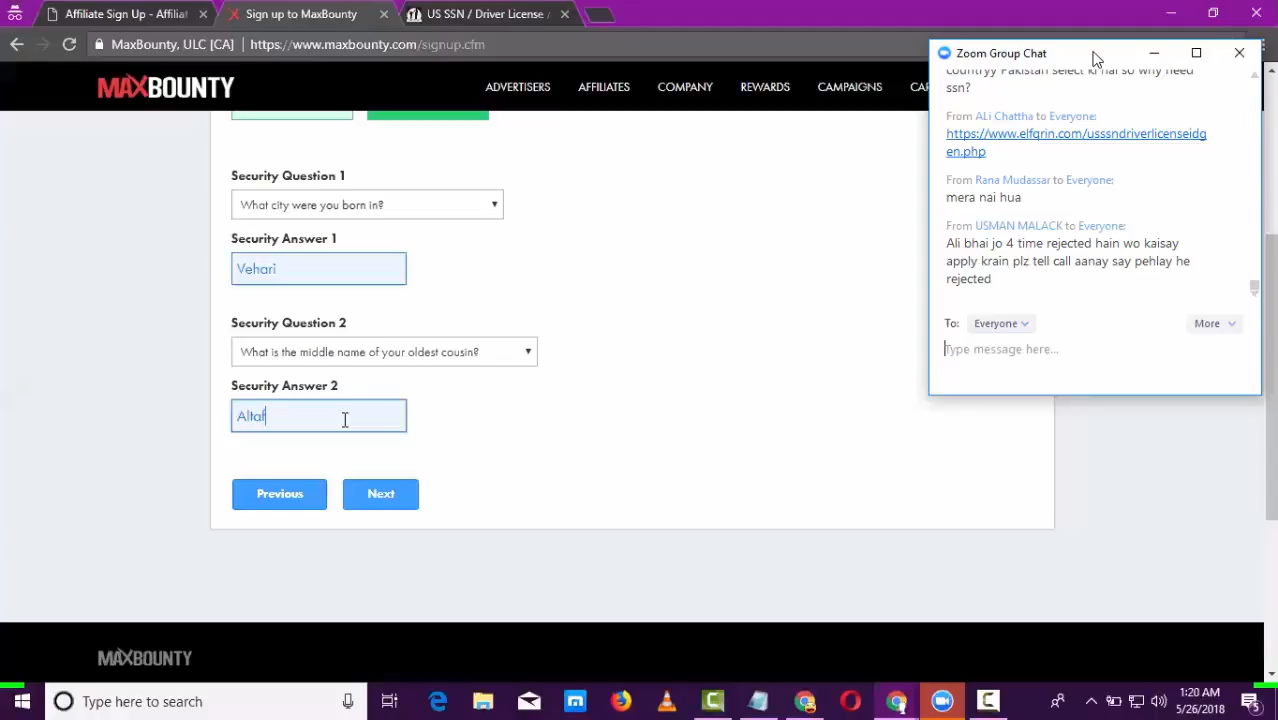 Affiliate Sign Up - Affiliat
Sign up to MaxBounty
US SSN / Driver License
MaxBounty, ULC [CA] https://www.maxbounty.com/signup.cfm
MAXBOUNTY
ADVERTISERS AFFILIATES COMPANY REWARDS CAMPAIGNS
Security Question 1
What city were you born in?
Security Answer 1
Vehari
Security Question 2
What is the middle name of your oldest cousin?
Security Answer 2
Altaf
Previous
Next
MAXBOUNTY
Zoom Group Chat
countryy Pakistan select ki hai so why need
ssn?
From ALi Chattha to Everyone:
https://www.elfqrin.com/usssndriverlicenseidg
en.php
From Rana Mudassar to Everyone:
mera nai hua
From USMAN MALACK to Everyone:
Ali bhai jo 4 time rejected hain wo kaisay
apply krain plz tell call aanay say pehlay he
rejected
To: Everyone More
Type message here...
Type here to search
1:20 AM
5/26/2018
5